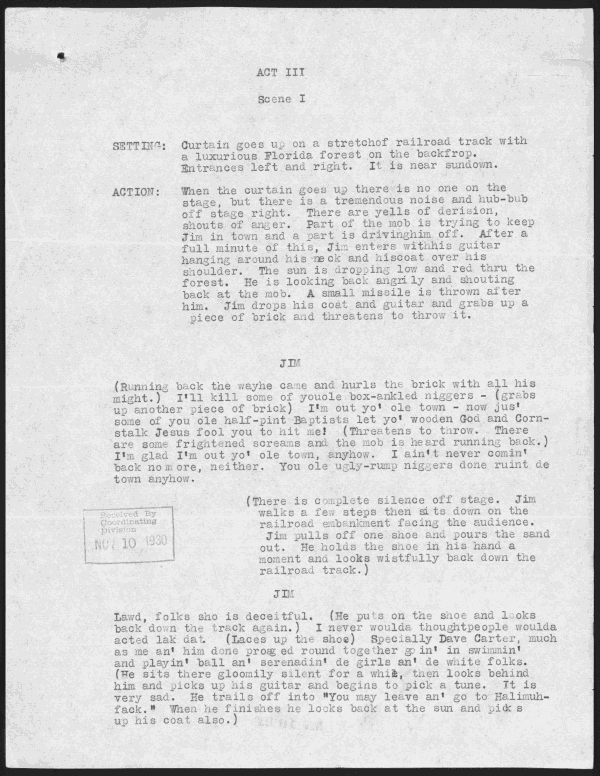 ACT III
Scene I
SETTING: Curtain goes up on a stretchof railroad track with
a luxurious Florida forest on the backfrop.
Entrances left and right. It is near sundown.
ACTION: When the curtain goes up there is no one on the
stage, but there is a tremendous noise and hub-bub
off stage right. There are yells of derision,
shouts of anger. Part of the mob is trying to keep
Jim in town and a part is drivinghim off. After a
full minute of this, Jim enters withhis guitar
hanging around his neck and hiscoat over his
shoulder. The sun is dropping low and red thru the
forest. He is looking back angrily and shouting
back at the mob. A small missile is thrown after
him. Jim drops his coat and guitar and grabs up a
piece of brick and threatens to throw it.
JIM
(Running back the wayhe came and hurls the brick with all his
might.) I'll kill some of youole box-ankled niggers - (grabs
up another piece of brick) I'm out yo' ole town - now jus'
some of you ole half-pint Baptists let yo' wooden God and Corn-
stalk Jesus fool you to hit me! (Threatens to throw. There
are some frightened screams and the mob is heard running back.)
I'm glad I'm out yo' ole town, anyhow. I ain't never comin'
back no more, neither. You ole ugly-rump niggers done ruint de
town anyhow.
(There is complete silence off stage. Jim
walks a few steps then sits down on the
railroad embankment facing the audience.
Jim pulls off one shoe and pours the sand
out. He holds the shoe in his hand a
moment and looks wistfully back down the
railroad track.)
Received By
Coordinating
Division
NOV 10 1930
JIM
Lawd, folks sho is deceitful. (He puts on the shoe and looks
back down the track again.) I never woulda thoughtpeople woulda
acted lak dat. (Laces up the shoe) Specially Dave Carter, much
as me an' him done prog ed round together go in' in swimmin'
and playin' ball an' serenadin' de girls an' de white folks.
(He sits there gloomily silent for a while, then looks behind
him and picks up his guitar and begins to pick a tune. It is
very sad. He trails off into "You may leave an' go to Halimuh-
fack." When he finishes he looks back at the sun and picks
up his coat also.)